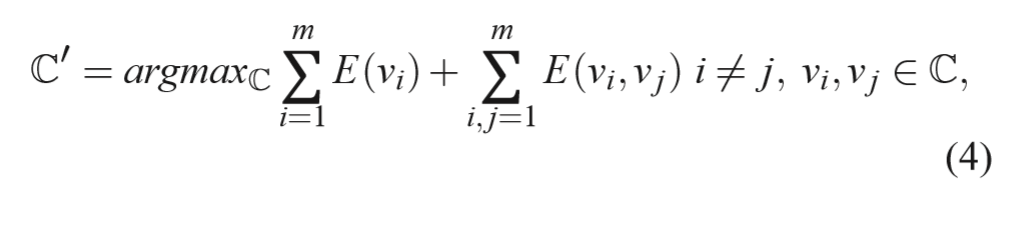 ℂ′ = argmax_ℂ ∑_{i=1}^{m} E(v_i) + ∑_{i,j=1}^{m} E(v_i, v_j) i ≠ j, v_i, v_j ∈ ℂ,
(4)